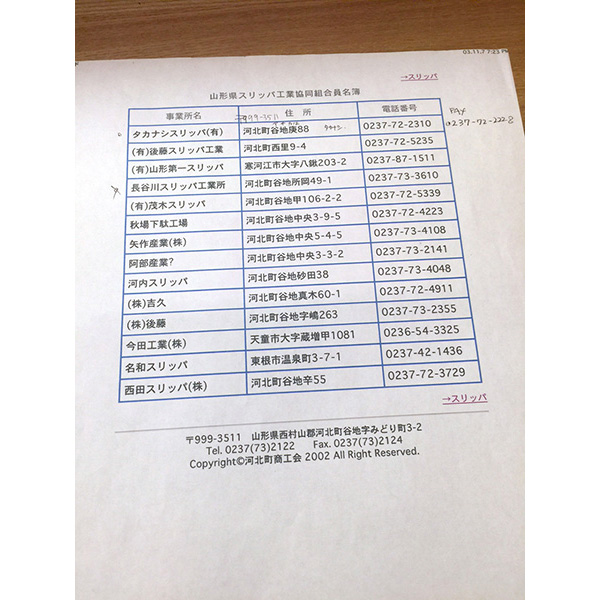 03.11.7 7:23 PM
→スリッパ
山形県スリッパ工業協同組合員名簿
事業所名 住所 電話番号
〒999-3511 FAX
タカナシスリッパ(有) 河北町谷地庚88 0237-72-2310 0237-72-2228
(有)後藤スリッパ工業 河北町西里9-4 0237-72-5235
(有)山形第一スリッパ 寒河江市大字八鍬203-2 0237-87-1511
長谷川スリッパ工業所 河北町谷地所岡49-1 0237-73-3610
(有)茂木スリッパ 河北町谷地甲106-2-2 0237-72-5339
秋場下駄工場 河北町谷地中央3-9-5 0237-72-4223
矢作産業(株) 河北町谷地中央5-4-5 0237-73-4108
阿部産業? 河北町谷地中央3-3-2 0237-73-2141
河内スリッパ 河北町谷地砂田38 0237-73-4048
(株)吉久 河北町谷地真木60-1 0237-72-4911
(株)後藤 河北町谷地字嶋263 0237-73-2355
今田工業(株) 天童市大字蔵増甲1081 0236-54-3325
名和スリッパ 東根市温泉町3-7-1 0237-42-1436
西田スリッパ(株) 河北町谷地辛55 0237-72-3729
→スリッパ
〒999-3511 山形県西村山郡河北町谷地字みどり町3-2
Tel. 0237(73)2122 Fax. 0237(73)2124
Copyright©河北町商工会 2002 All Right Reserved.